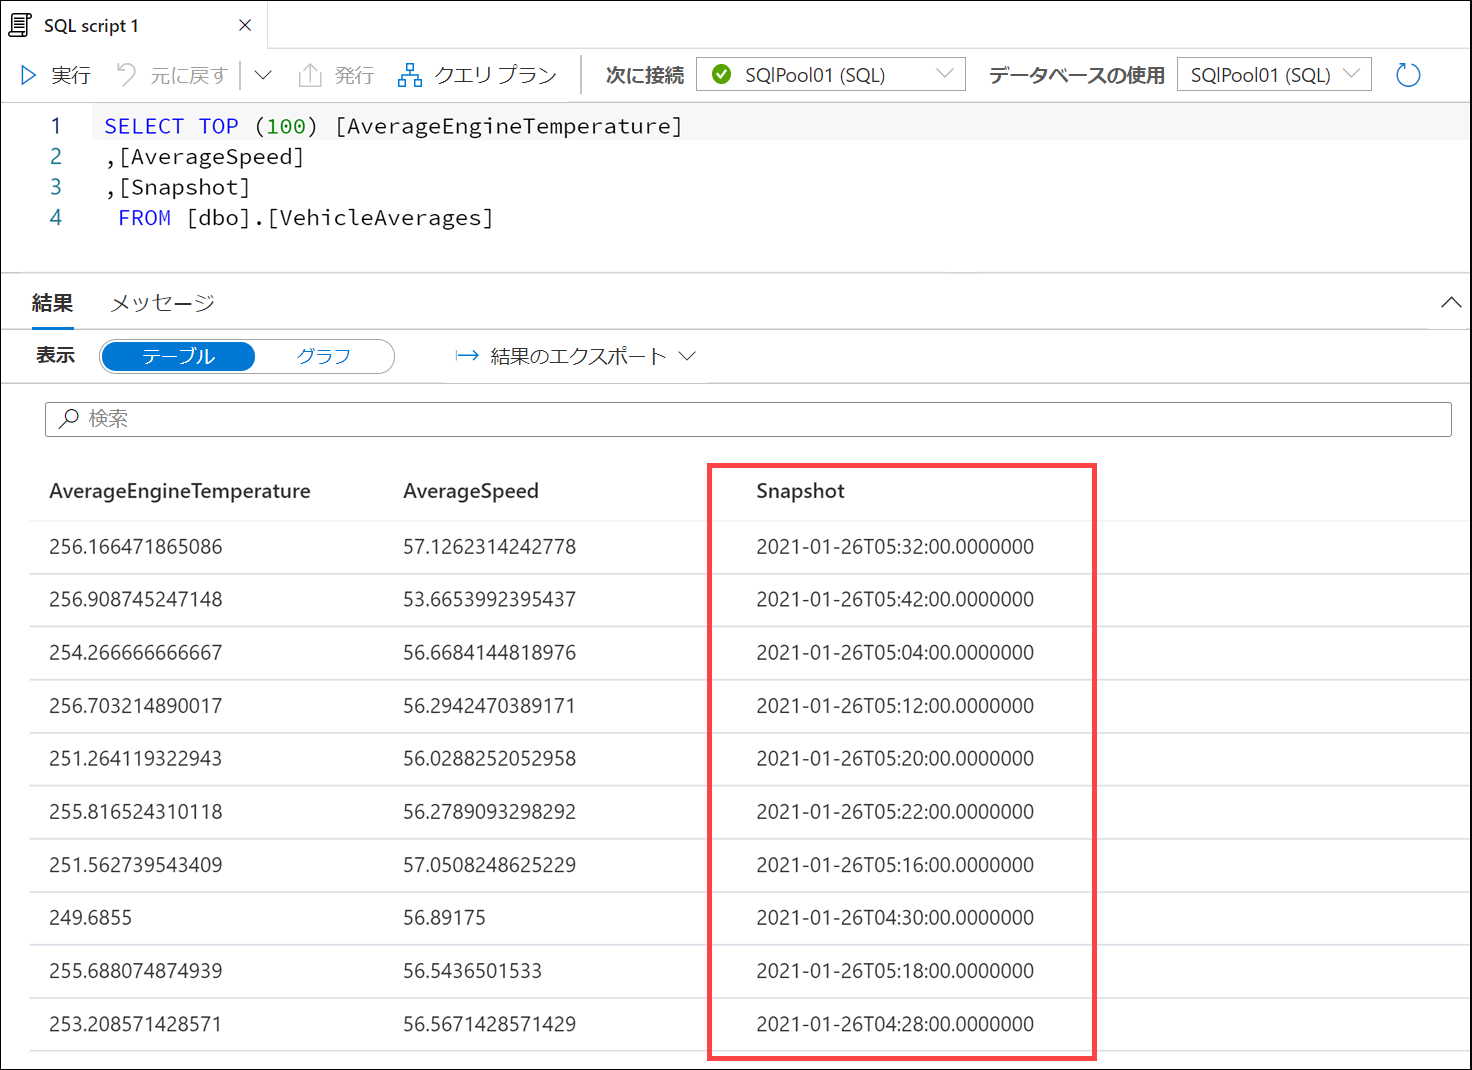 SQL script 1
実行 元に戻す 発行 クエリ プラン 次に接続 SQlPool01 (SQL) データベースの使用 SQlPool01 (SQL)
1 SELECT TOP (100) [AverageEngineTemperature]
2 ,[AverageSpeed]
3 ,[Snapshot]
4 FROM [dbo].[VehicleAverages]
結果 メッセージ
表示 テーブル グラフ 結果のエクスポート
検索
AverageEngineTemperature AverageSpeed Snapshot
256.166471865086 57.1262314242778 2021-01-26T05:32:00.0000000
256.908745247148 53.6653992395437 2021-01-26T05:42:00.0000000
254.266666666667 56.6684144818976 2021-01-26T05:04:00.0000000
256.703214890017 56.2942470389171 2021-01-26T05:12:00.0000000
251.264119322943 56.0288252052958 2021-01-26T05:20:00.0000000
255.816524310118 56.2789093298292 2021-01-26T05:22:00.0000000
251.562739543409 57.0508248625229 2021-01-26T05:16:00.0000000
249.6855 56.89175 2021-01-26T04:30:00.0000000
255.688074874939 56.5436501533 2021-01-26T05:18:00.0000000
253.208571428571 56.5671428571429 2021-01-26T04:28:00.0000000